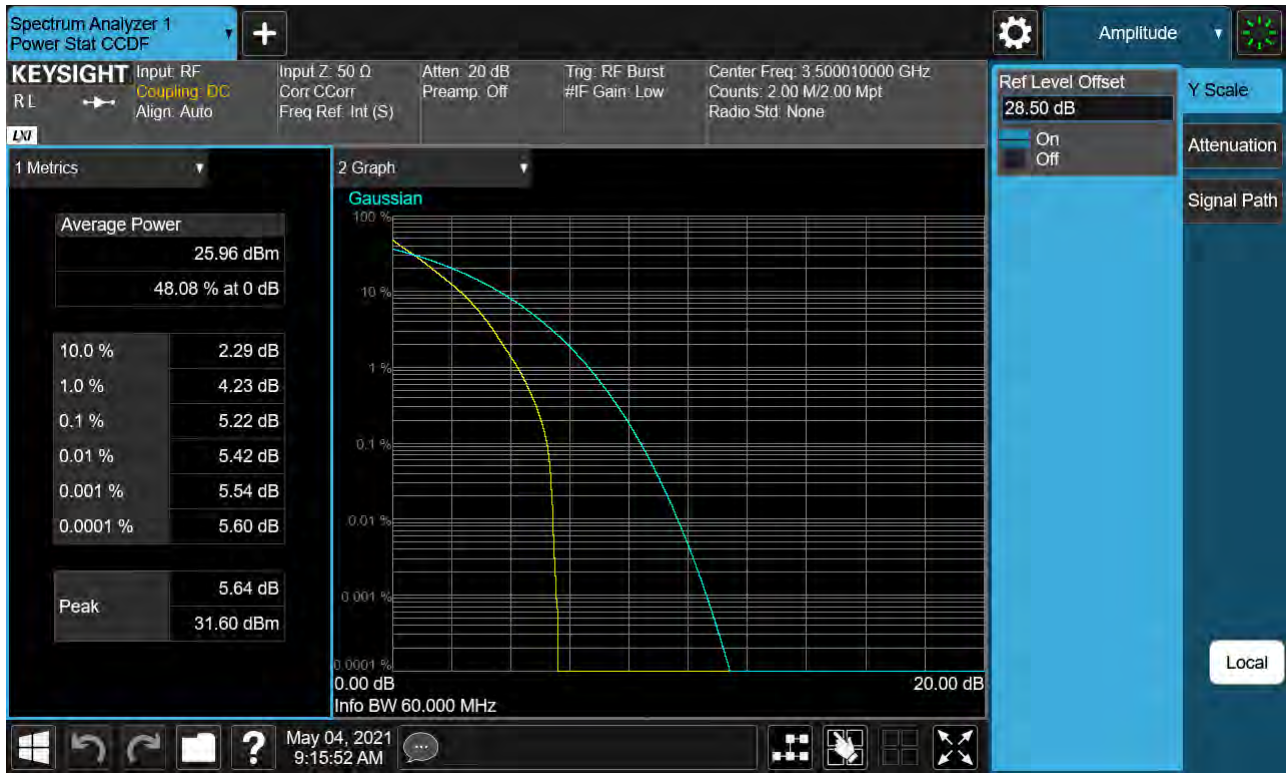 Spectrum Analyzer 1
Power Stat CCDF
+
Amplitude
KEYSIGHT
RL
LXI
Input: RF
Coupling: DC
Align: Auto
Input Z: 50 Ω
Corr CCorr
Freq Ref: Int (S)
Atten: 20 dB
Preamp: Off
Trig: RF Burst
#IF Gain: Low
Center Freq: 3.500010000 GHz
Counts: 2.00 M/2.00 Mpt
Radio Std: None
Ref Level Offset
28.50 dB
On
Off
Y Scale
Attenuation
Signal Path
Local
1 Metrics
Average Power
25.96 dBm
48.08 % at 0 dB
10.0 % 2.29 dB
1.0 % 4.23 dB
0.1 % 5.22 dB
0.01 % 5.42 dB
0.001 % 5.54 dB
0.0001 % 5.60 dB
Peak
5.64 dB
31.60 dBm
2 Graph
Gaussian
100 %
10 %
1 %
0.1 %
0.01 %
0.001 %
0.0001 %
0.00 dB 20.00 dB
Info BW 60.000 MHz
?
May 04, 2021
9:15:52 AM